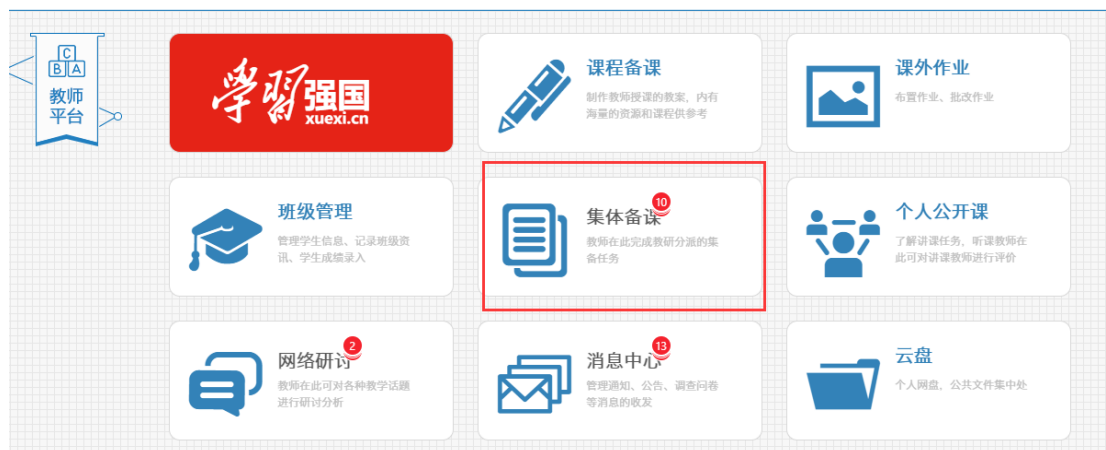 C
B A
教师
平台
学习强国
xuexi.cn
课程备课
制作教师授课的教案，内有
海量的资源和课程供参考
课外作业
布置作业、批改作业
班级管理
管理学生信息、记录班级资
讯、学生成绩录入
集体备课
10
教师在此完成教研分派的集
备任务
个人公开课
了解讲课任务，听课教师在
此可对讲课教师进行评价
网络研讨
2
教师在此可对各种教学话题
进行研讨分析
消息中心
13
管理通知、公告、调查问卷
等消息的收发
云盘
个人网盘，公共文件集中处